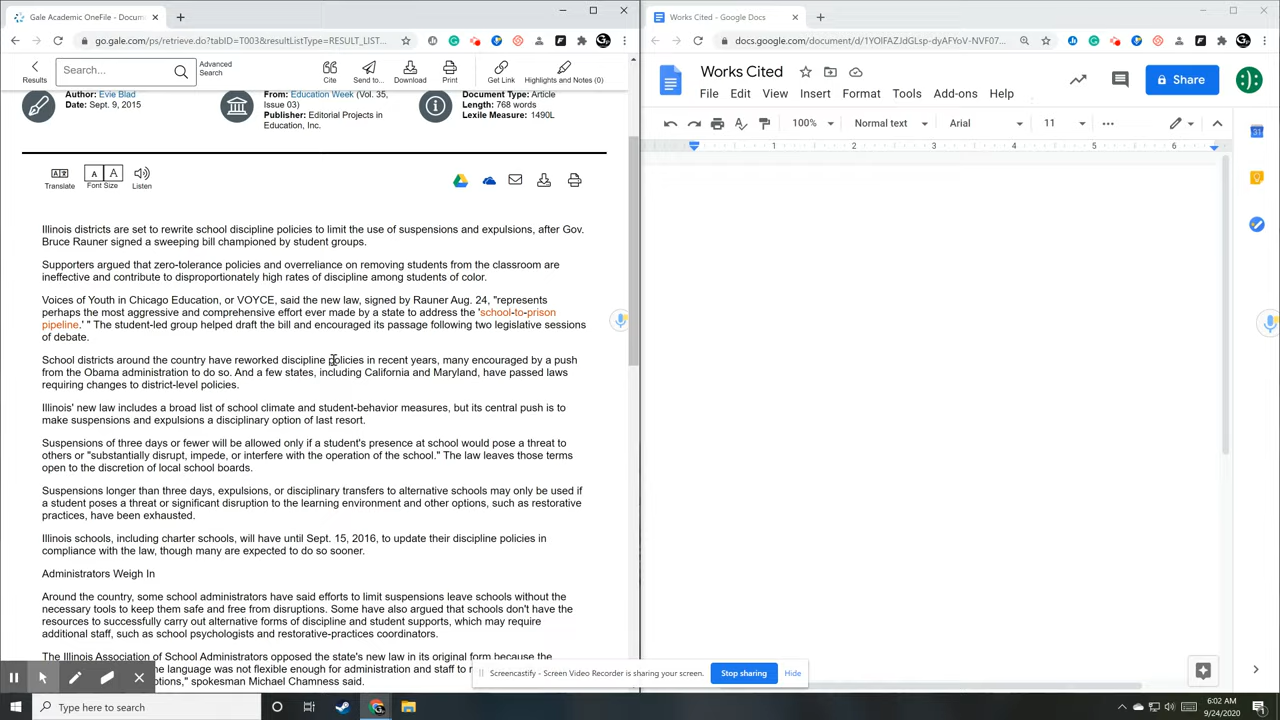 Gale Academic OneFile - Docum
go.gale.com/ps/retrieve.do?tabID=T003&resultListType=RESULT_LIST...
Results
Search...
Advanced
Search
Cite
Send to...
Download
Print
Get Link
Highlights and Notes (0)
Author: Evie Blad
Date: Sept. 9, 2015
From: Education Week (Vol. 35,
Issue 03)
Publisher: Editorial Projects in
Education, Inc.
Document Type: Article
Length: 768 words
Lexile Measure: 1490L
Translate
A A
Font Size
Listen
Illinois districts are set to rewrite school discipline policies to limit the use of suspensions and expulsions, after Gov.
Bruce Rauner signed a sweeping bill championed by student groups.
Supporters argued that zero-tolerance policies and overreliance on removing students from the classroom are
ineffective and contribute to disproportionately high rates of discipline among students of color.
Voices of Youth in Chicago Education, or VOYCE, said the new law, signed by Rauner Aug. 24, "represents
perhaps the most aggressive and comprehensive effort ever made by a state to address the 'school-to-prison
pipeline.' " The student-led group helped draft the bill and encouraged its passage following two legislative sessions
of debate.
School districts around the country have reworked discipline policies in recent years, many encouraged by a push
from the Obama administration to do so. And a few states, including California and Maryland, have passed laws
requiring changes to district-level policies.
Illinois' new law includes a broad list of school climate and student-behavior measures, but its central push is to
make suspensions and expulsions a disciplinary option of last resort.
Suspensions of three days or fewer will be allowed only if a student's presence at school would pose a threat to
others or "substantially disrupt, impede, or interfere with the operation of the school." The law leaves those terms
open to the discretion of local school boards.
Suspensions longer than three days, expulsions, or disciplinary transfers to alternative schools may only be used if
a student poses a threat or significant disruption to the learning environment and other options, such as restorative
practices, have been exhausted.
Illinois schools, including charter schools, will have until Sept. 15, 2016, to update their discipline policies in
compliance with the law, though many are expected to do so sooner.
Administrators Weigh In
Around the country, some school administrators have said efforts to limit suspensions leave schools without the
necessary tools to keep them safe and free from disruptions. Some have also argued that schools don't have the
resources to successfully carry out alternative forms of discipline and student supports, which may require
additional staff, such as school psychologists and restorative-practices coordinators.
The Illinois Association of School Administrators opposed the state's new law in its original form because the
language was not flexible enough for administration and staff to
spokesman Michael Chamness said.
Works Cited - Google Docs
Works Cited
File Edit View Insert Format Tools Add-ons Help
Share
100% Normal text Arial 11
1 2 3 4 5 6
31
Screencastify - Screen Video Recorder is sharing your screen.
Stop sharing
Hide
Type here to search
6:02 AM
9/24/2020